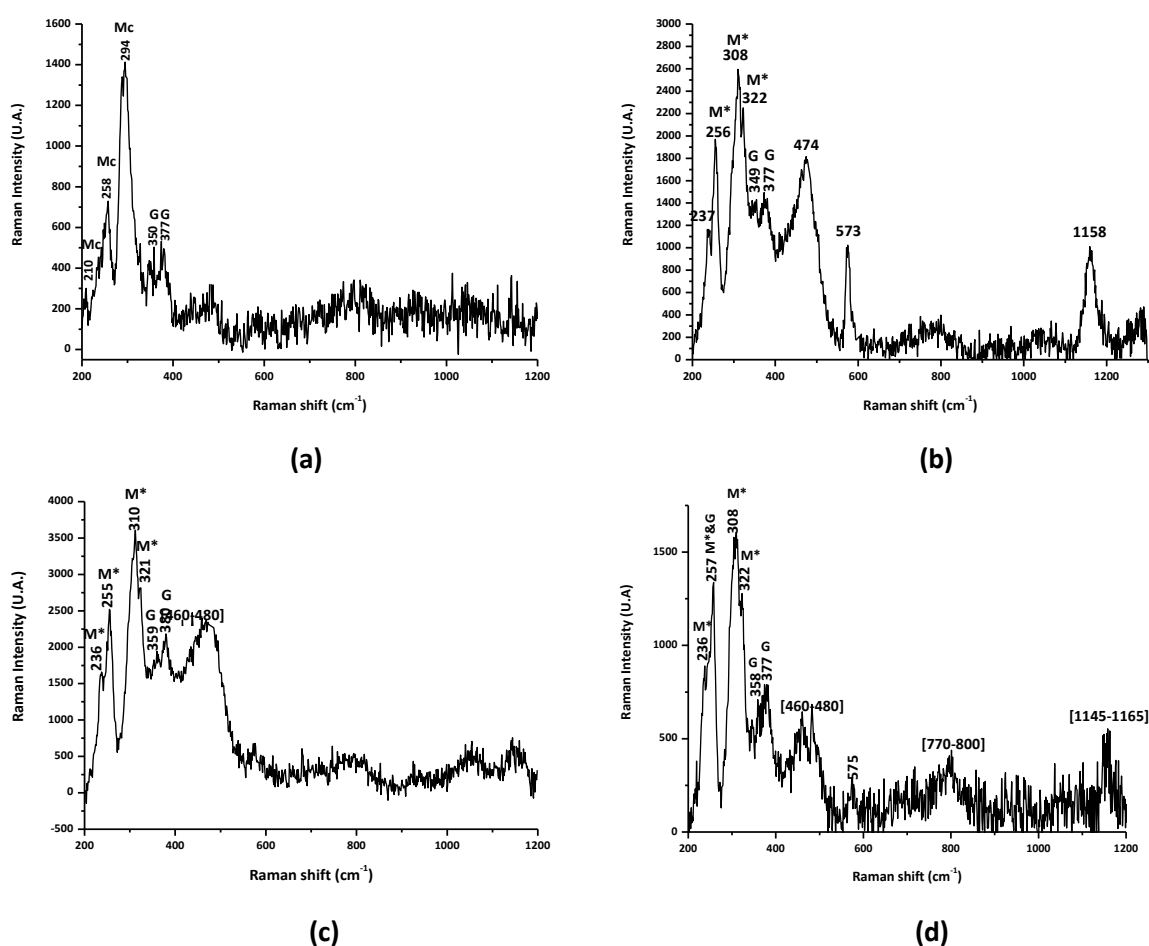 Mc
294
Mc
258
Mc
210
G
350
G
377
1600
1400
1200
1000
800
600
400
200
0
200 400 600 800 1000 1200
Raman Intensity (U.A.)
Raman shift (cm-1)
(a)
M*
308
M*
322
M*
256
237
G
349
G
377
474
573
1158
3000
2800
2600
2400
2200
2000
1800
1600
1400
1200
1000
800
600
400
200
0
200 400 600 800 1000 1200
Raman Intensity (U.A.)
Raman shift (cm-1)
(b)
M*
310
M*
321
M*
255
M*
236
G
359
G
380
[460-480]
4000
3500
3000
2500
2000
1500
1000
500
0
-500
200 400 600 800 1000 1200
Raman Intensity (U.A.)
Raman shift (cm-1)
(c)
M*
308
257 M*&G
322 M*
236 M*
358 G
377 G
[460-480]
575
[770-800]
[1145-1165]
1500
1000
500
0
200 400 600 800 1000 1200
Raman Intensity (U.A)
Raman shift (cm-1)
(d)